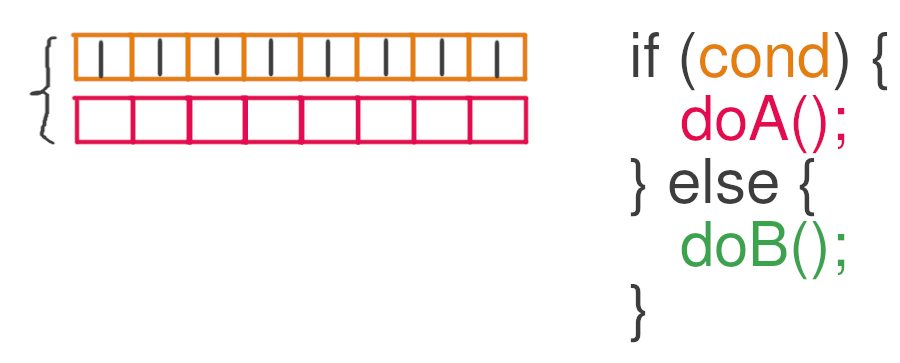 | | | | | | | |
if (cond) {
doA();
} else {
doB();
}